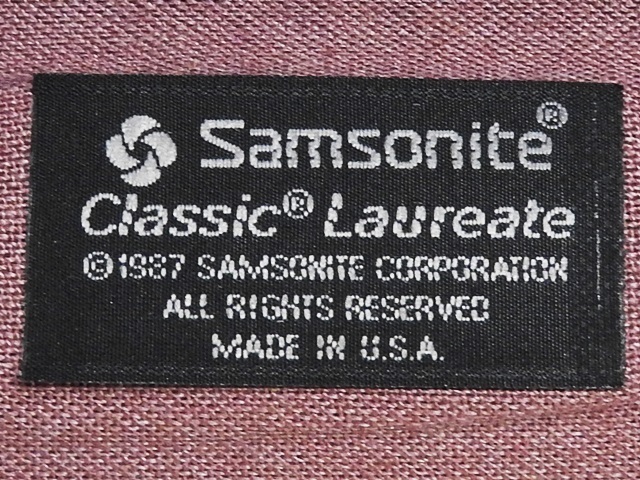 Samsonite®
Classic® Laureate
©1987 SAMSONITE CORPORATION
ALL RIGHTS RESERVED
MADE IN U.S.A.